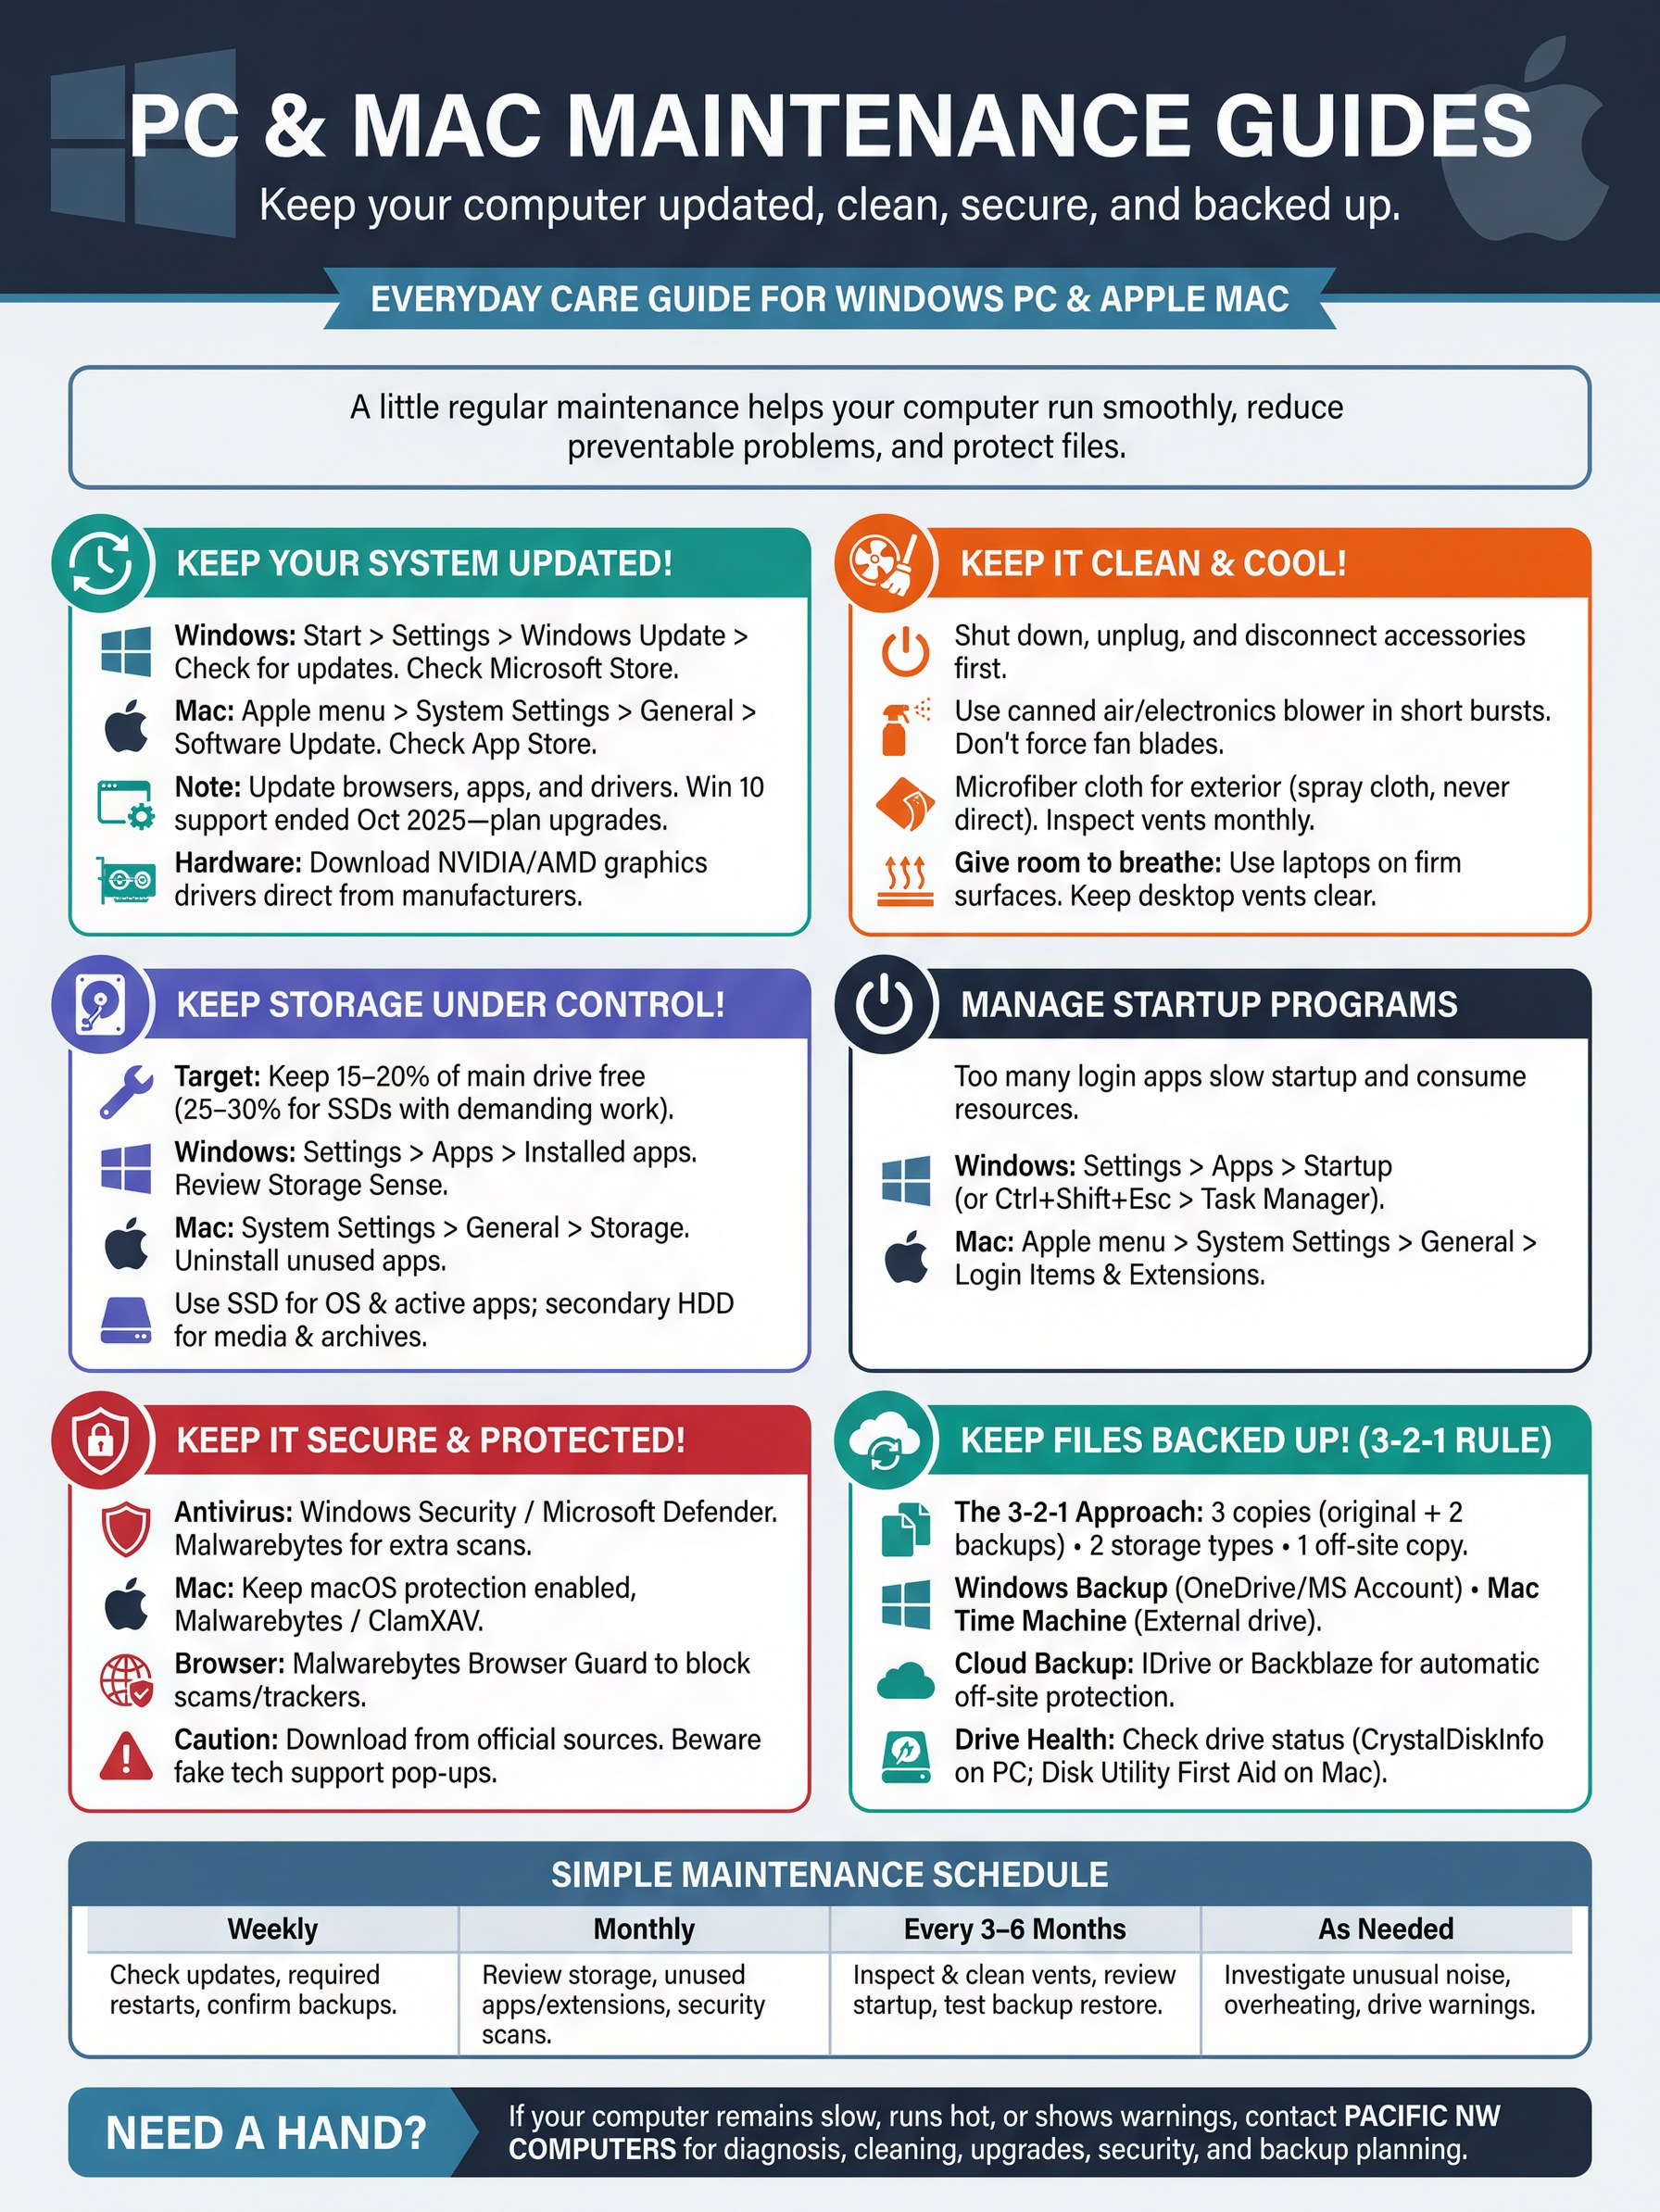 PC & MAC MAINTENANCE GUIDES
Keep your computer updated, clean, secure, and backed up.
EVERYDAY CARE GUIDE FOR WINDOWS PC & APPLE MAC
A little regular maintenance helps your computer run smoothly, reduce
preventable problems, and protect files.
KEEP YOUR SYSTEM UPDATED!
Windows: Start > Settings > Windows Update >
Check for updates. Check Microsoft Store.
Mac: Apple menu > System Settings > General >
Software Update. Check App Store.
Note: Update browsers, apps, and drivers. Win 10
support ended Oct 2025—plan upgrades.
Hardware: Download NVIDIA/AMD graphics
drivers direct from manufacturers.
KEEP IT CLEAN & COOL!
Shut down, unplug, and disconnect accessories
first.
Use canned air/electronics blower in short bursts.
Don't force fan blades.
Microfiber cloth for exterior (spray cloth, never
direct). Inspect vents monthly.
Give room to breathe: Use laptops on firm
surfaces. Keep desktop vents clear.
KEEP STORAGE UNDER CONTROL!
Target: Keep 15–20% of main drive free
(25–30% for SSDs with demanding work).
Windows: Settings > Apps > Installed apps.
Review Storage Sense.
Mac: System Settings > General > Storage.
Uninstall unused apps.
Use SSD for OS & active apps; secondary HDD
for media & archives.
MANAGE STARTUP PROGRAMS
Too many login apps slow startup and consume
resources.
Windows: Settings > Apps > Startup
(or Ctrl+Shift+Esc > Task Manager).
Mac: Apple menu > System Settings > General >
Login Items & Extensions.
KEEP IT SECURE & PROTECTED!
Antivirus: Windows Security / Microsoft Defender.
Malwarebytes for extra scans.
Mac: Keep macOS protection enabled,
Malwarebytes / ClamXAV.
Browser: Malwarebytes Browser Guard to block
scams/trackers.
Caution: Download from official sources. Beware
fake tech support pop-ups.
KEEP FILES BACKED UP! (3-2-1 RULE)
The 3-2-1 Approach: 3 copies (original + 2
backups) • 2 storage types • 1 off-site copy.
Windows Backup (OneDrive/MS Account) • Mac
Time Machine (External drive).
Cloud Backup: IDrive or Backblaze for automatic
off-site protection.
Drive Health: Check drive status (CrystalDiskInfo
on PC; Disk Utility First Aid on Mac).
SIMPLE MAINTENANCE SCHEDULE
Weekly
Check updates, required
restarts, confirm backups.
Monthly
Review storage, unused
apps/extensions, security
scans.
Every 3–6 Months
Inspect & clean vents, review
startup, test backup restore.
As Needed
Investigate unusual noise,
overheating, drive warnings.
NEED A HAND?
If your computer remains slow, runs hot, or shows warnings, contact PACIFIC NW
COMPUTERS for diagnosis, cleaning, upgrades, security, and backup planning.